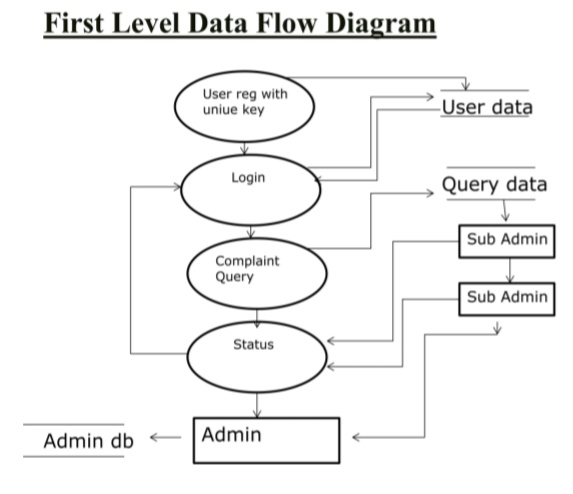 First Level Data Flow Diagram
User reg with
uniue key
User data
Login
Query data
Sub Admin
Complaint
Query
Sub Admin
Status
Admin
Admin db